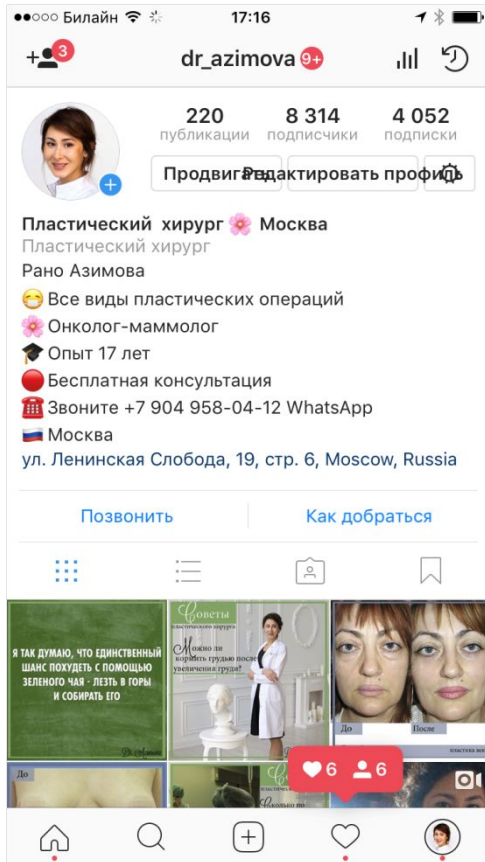 Билайн 17:16
3
dr_azimova 9+
220 8 314 4 052
публикации подписчики подписки
Продвигать Редактировать профиль
Пластический хирург 🌸 Москва
Пластический хирург
Рано Азимова
😷Все виды пластических операций
🌸Онколог-маммолог
🎓Опыт 17 лет
🔴Бесплатная консультация
☎️Звоните +7 904 958-04-12 WhatsApp
🇷🇺Москва
ул. Ленинская Слобода, 19, стр. 6, Moscow, Russia
Позвонить Как добраться
Я ТАК ДУМАЮ, ЧТО ЕДИНСТВЕННЫЙ
ШАНС ПОХУДЕТЬ С ПОМОЩЬЮ
ЗЕЛЕНОГО ЧАЯ - ЛЕЗТЬ В ГОРЫ
И СОБИРАТЬ ЕГО
Советы
пластического хирурга
Можно ли
кормить грудью после
увеличения груди?
До После
пластика
До
Сколько по
6 6